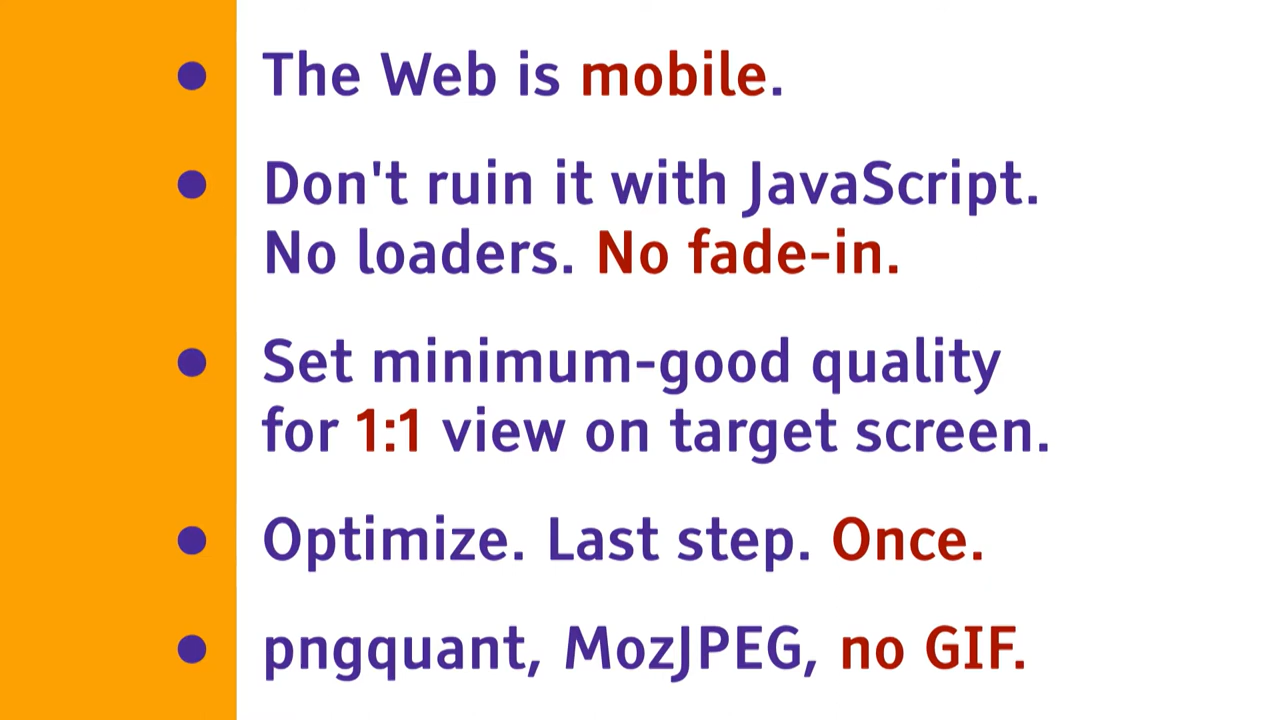 The Web is mobile.
Don't ruin it with JavaScript.
No loaders. No fade-in.
Set minimum-good quality
for 1:1 view on target screen.
Optimize. Last step. Once.
pngquant, MozJPEG, no GIF.